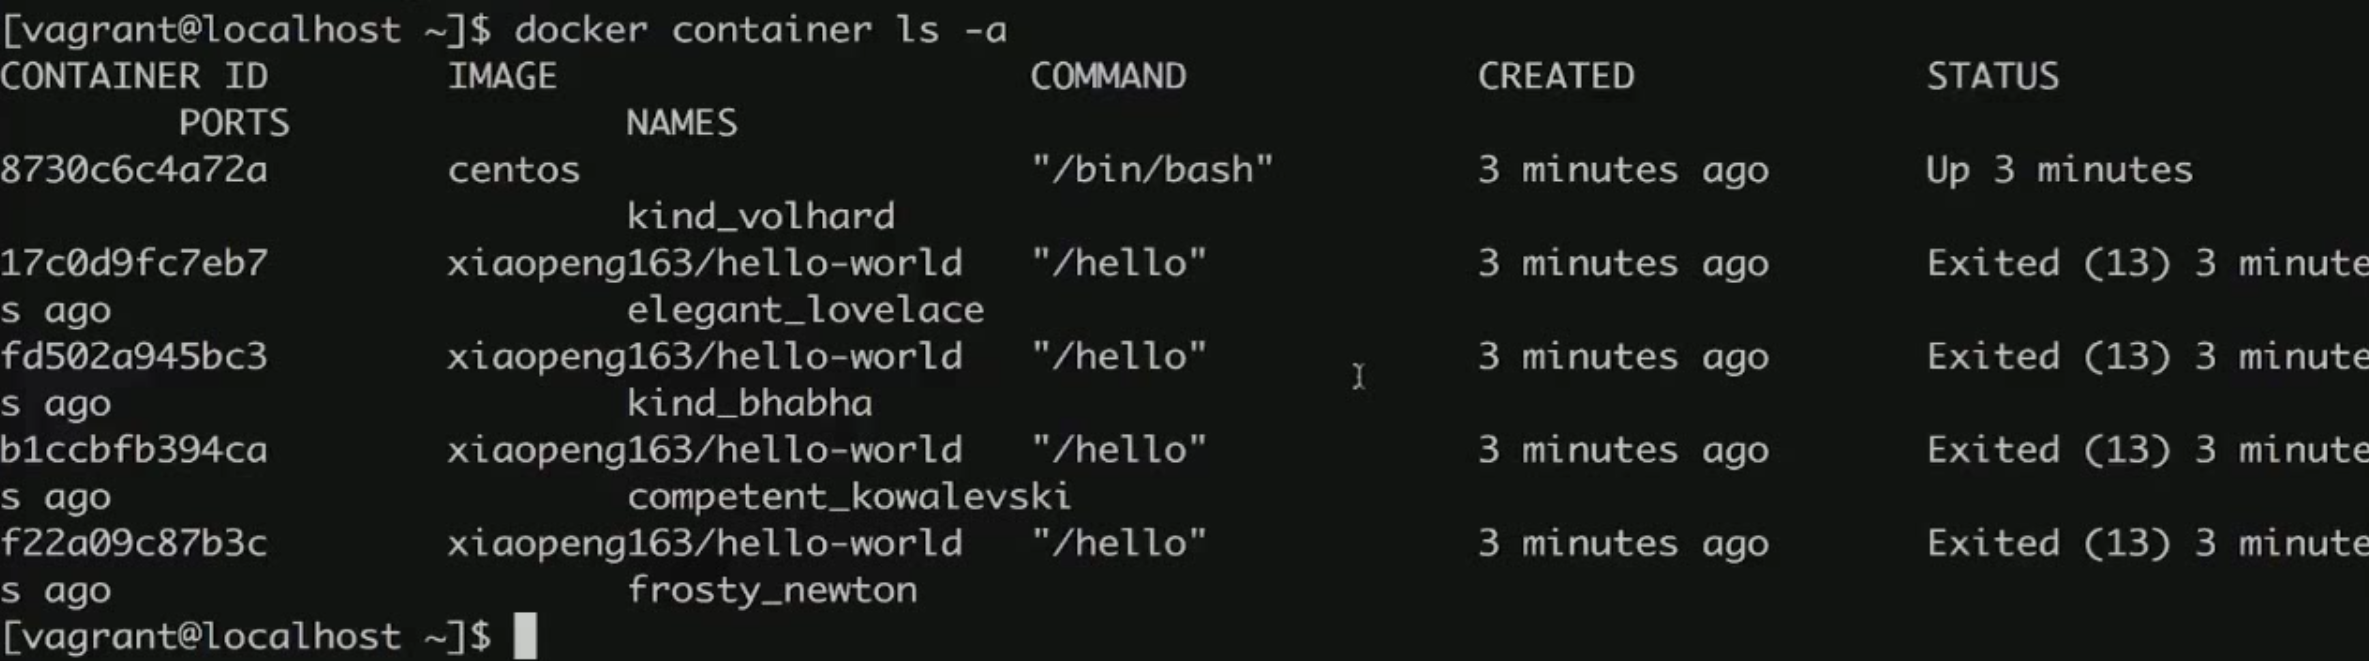 [vagrant@localhost ~]$ docker container ls -a
CONTAINER ID        IMAGE                     COMMAND             CREATED             STATUS
        PORTS               NAMES
8730c6c4a72a        centos                    "/bin/bash"         3 minutes ago       Up 3 minutes
                            kind_volhard
17c0d9fc7eb7        xiaopeng163/hello-world   "/hello"            3 minutes ago       Exited (13) 3 minute
s ago                       elegant_lovelace
fd502a945bc3        xiaopeng163/hello-world   "/hello"            3 minutes ago       Exited (13) 3 minute
s ago                       kind_bhabha
b1ccbfb394ca        xiaopeng163/hello-world   "/hello"            3 minutes ago       Exited (13) 3 minute
s ago                       competent_kowalevski
f22a09c87b3c        xiaopeng163/hello-world   "/hello"            3 minutes ago       Exited (13) 3 minute
s ago                       frosty_newton
[vagrant@localhost ~]$